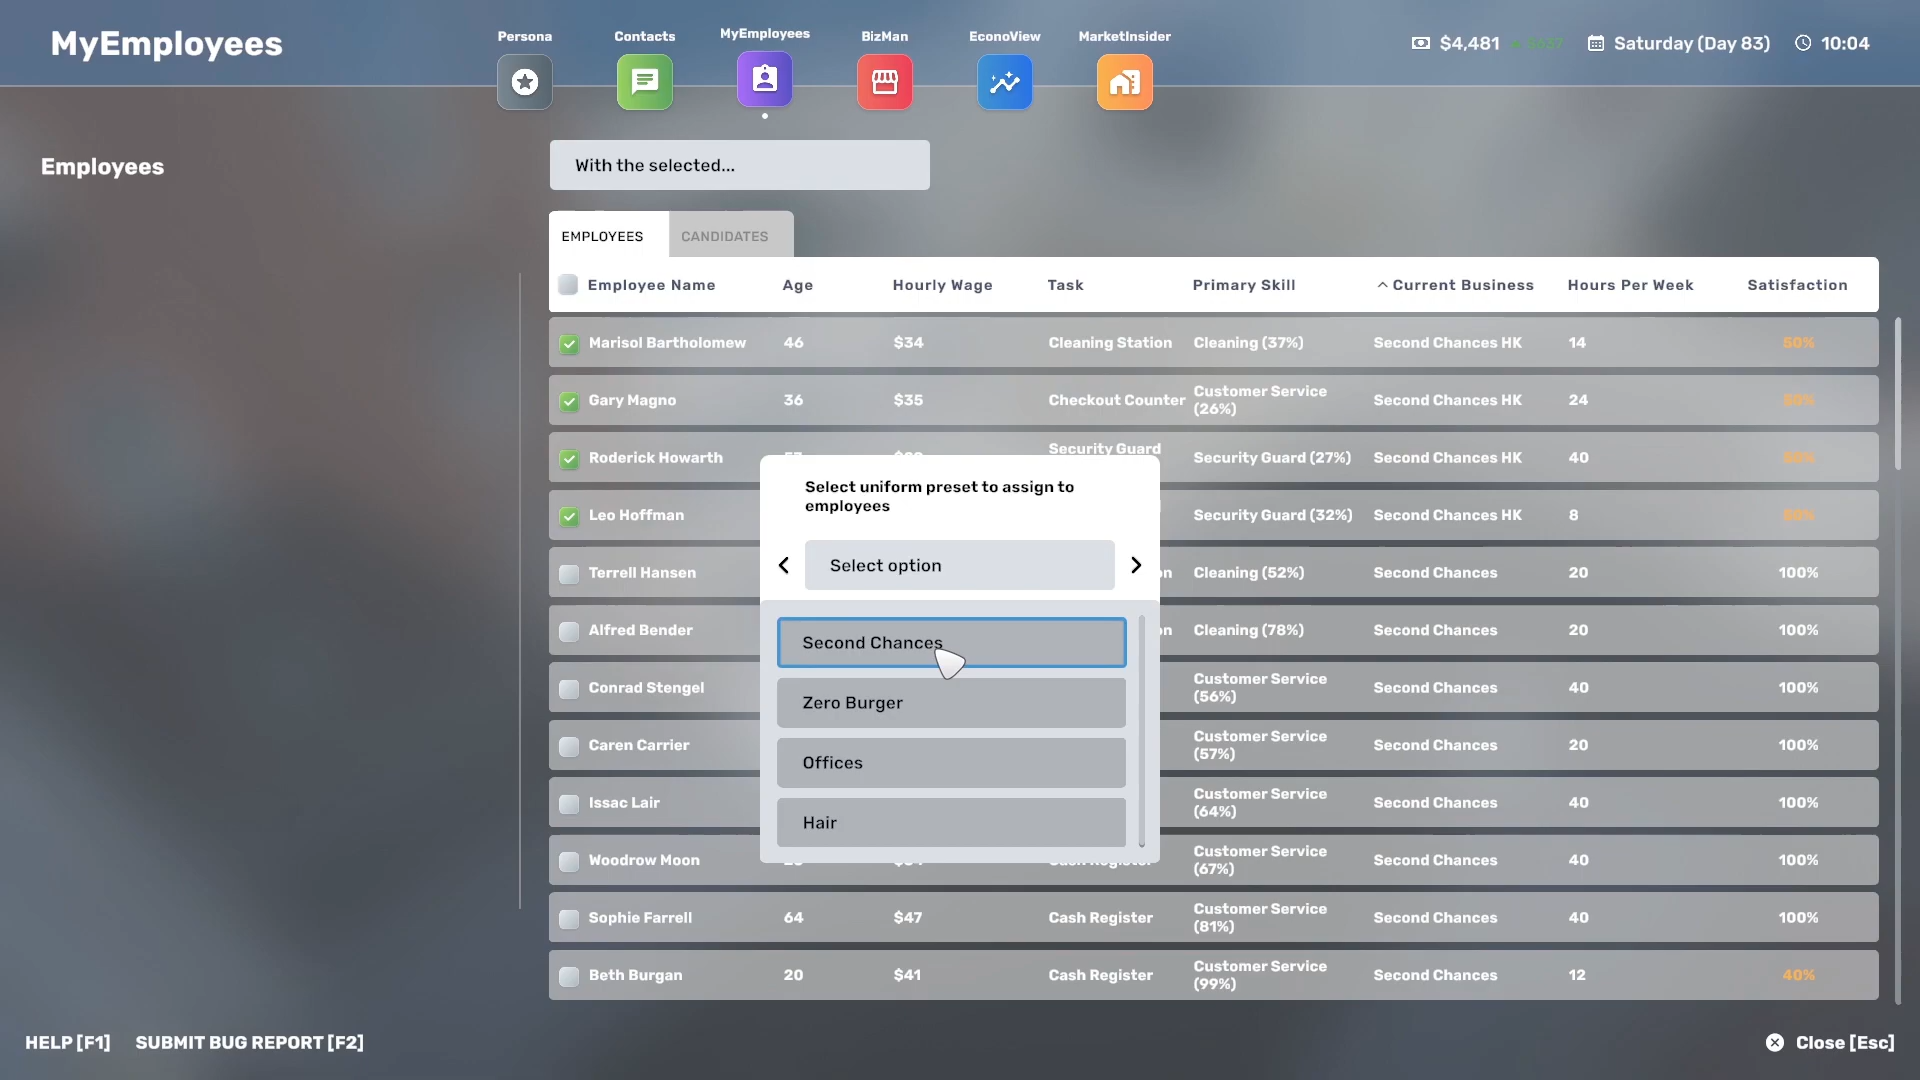 MyEmployees
Persona
Contacts
MyEmployees
BizMan
EconoView
MarketInsider
$4,481
$637
Saturday (Day 83)
10:04
Employees
With the selected...
EMPLOYEES
CANDIDATES
Employee Name Age Hourly Wage Task Primary Skill Current Business Hours Per Week Satisfaction
Marisol Bartholomew 46 $34 Cleaning Station Cleaning (37%) Second Chances HK 14 50%
Gary Magno 36 $35 Checkout Counter Customer Service (26%) Second Chances HK 24 50%
Roderick Howarth Security Guard Security Guard (27%) Second Chances HK 40 50%
Leo Hoffman Security Guard (32%) Second Chances HK 8 50%
Terrell Hansen Cleaning (52%) Second Chances 20 100%
Alfred Bender Cleaning (78%) Second Chances 20 100%
Conrad Stengel Customer Service (56%) Second Chances 40 100%
Caren Carrier Customer Service (57%) Second Chances 20 100%
Issac Lair Customer Service (64%) Second Chances 40 100%
Woodrow Moon Cash Register Customer Service (67%) Second Chances 40 100%
Sophie Farrell 64 $47 Cash Register Customer Service (81%) Second Chances 40 100%
Beth Burgan 20 $41 Cash Register Customer Service (99%) Second Chances 12 40%
Select uniform preset to assign to
employees
Select option
Second Chances
Zero Burger
Offices
Hair
HELP [F1]
SUBMIT BUG REPORT [F2]
Close [Esc]